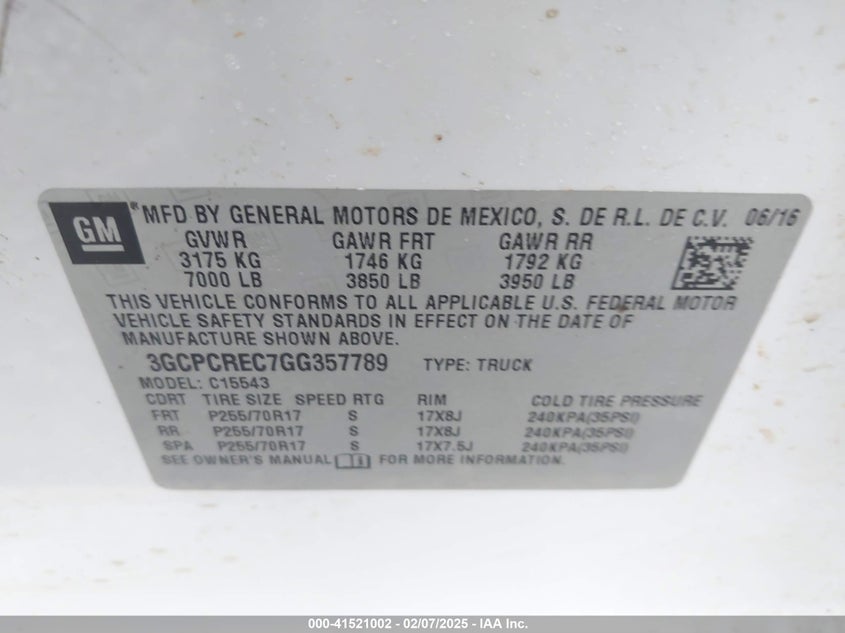 GM
® MFD BY GENERAL MOTORS DE MEXICO, S. DE R.L. DE C.V. 06/16
GVWR GAWR FRT GAWR RR
3175 KG 1746 KG 1792 KG
7000 LB 3850 LB 3950 LB
THIS VEHICLE CONFORMS TO ALL APPLICABLE U.S. FEDERAL MOTOR
VEHICLE SAFETY STANDARDS IN EFFECT ON THE DATE OF
MANUFACTURE SHOWN ABOVE.
3GCPCREC7GG357789 TYPE: TRUCK
MODEL: C15543
CDRT TIRE SIZE SPEED RTG RIM COLD TIRE PRESSURE
FRT P255/70R17 S 17X8J 240KPA(35PSI)
RR P255/70R17 S 17X8J 240KPA(35PSI)
SPA P255/70R17 S 17X7.5J 240KPA(35PSI)
SEE OWNER'S MANUAL FOR MORE INFORMATION.
000-41521002 - 02/07/2025 - IAA Inc.